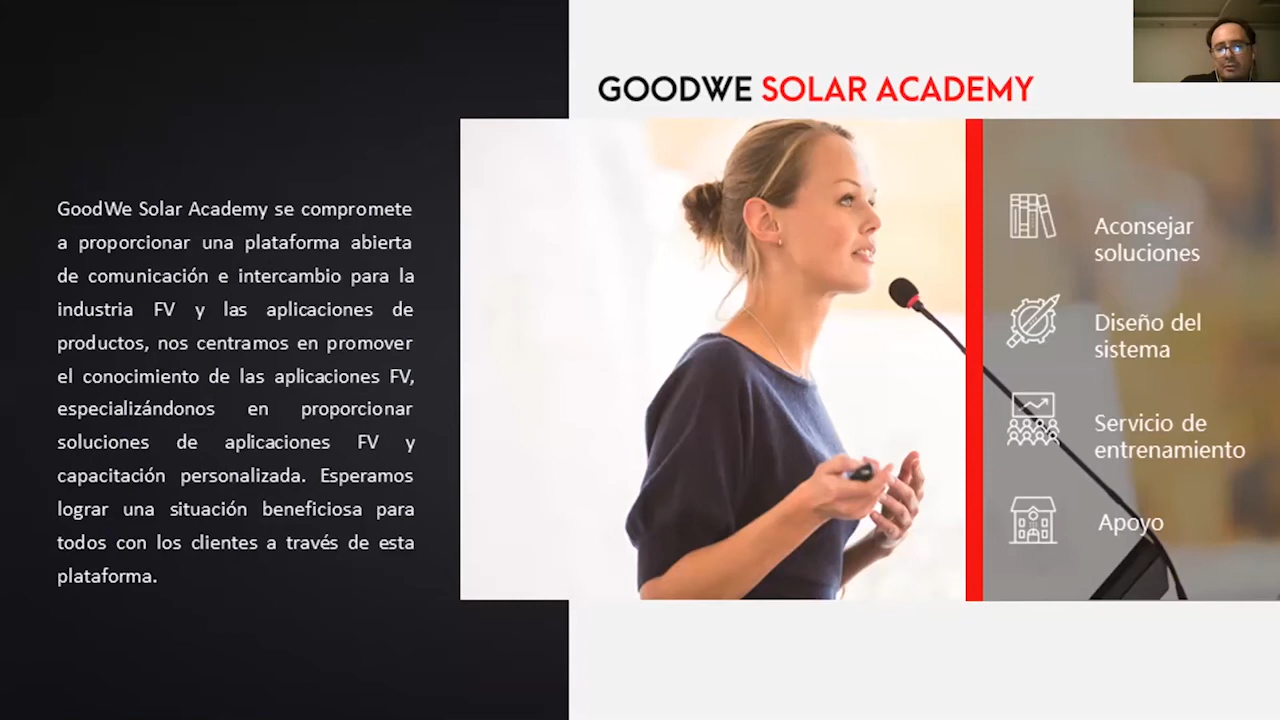 GOODWE SOLAR ACADEMY
GoodWe Solar Academy se compromete
a proporcionar una plataforma abierta
de comunicación e intercambio para la
industria FV y las aplicaciones de
productos, nos centramos en promover
el conocimiento de las aplicaciones FV,
especializándonos en proporcionar
soluciones de aplicaciones FV y
capacitación personalizada. Esperamos
lograr una situación beneficiosa para
todos con los clientes a través de esta
plataforma.
Aconsejar
soluciones
Diseño del
sistema
Servicio de
entrenamiento
Apoyo